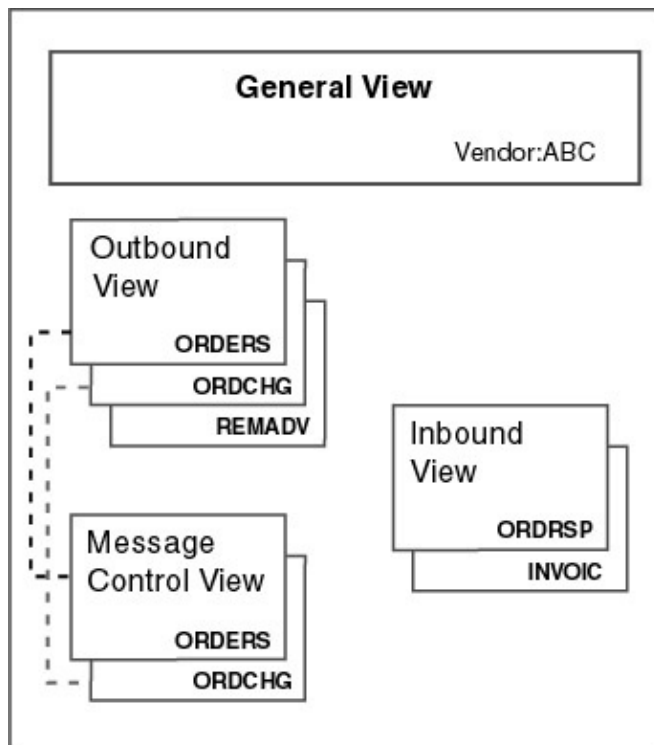 General View
Vendor:ABC
Outbound
View
ORDERS
ORDCHG
REMADV
Inbound
View
ORDRSP
INVOIC
Message
Control View
ORDERS
ORDCHG